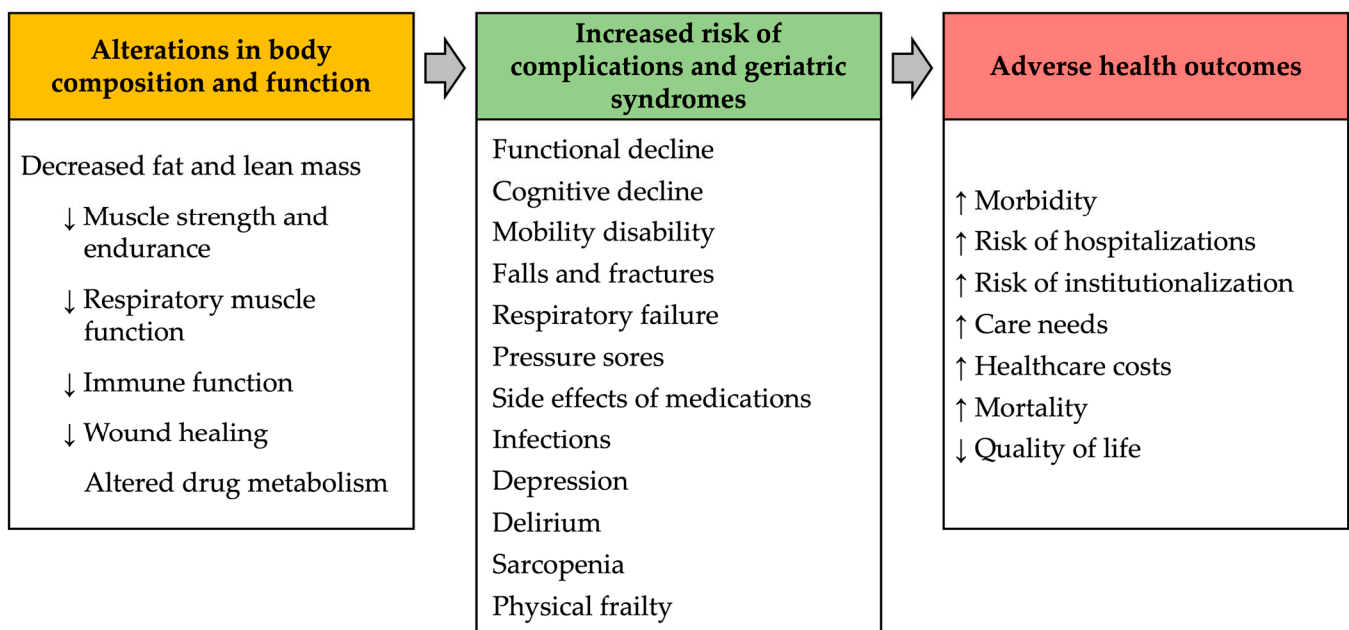 Alterations in body
composition and function
Decreased fat and lean mass
↓ Muscle strength and
endurance
↓ Respiratory muscle
function
↓ Immune function
↓ Wound healing
Altered drug metabolism
Increased risk of
complications and geriatric
syndromes
Functional decline
Cognitive decline
Mobility disability
Falls and fractures
Respiratory failure
Pressure sores
Side effects of medications
Infections
Depression
Delirium
Sarcopenia
Physical frailty
Adverse health outcomes
↑ Morbidity
↑ Risk of hospitalizations
↑ Risk of institutionalization
↑ Care needs
↑ Healthcare costs
↑ Mortality
↓ Quality of life